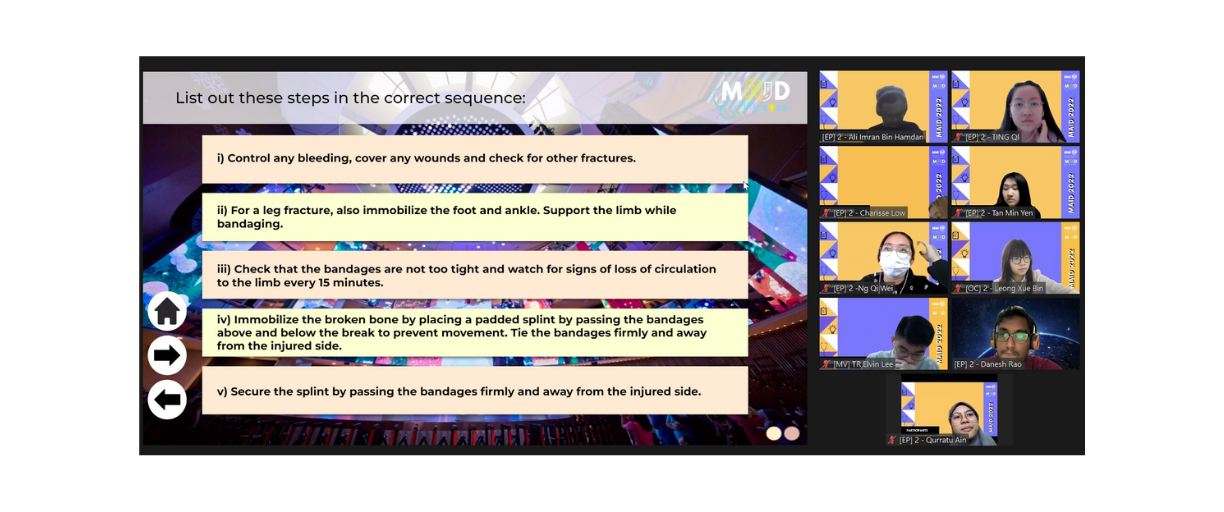 List out these steps in the correct sequence:
i) Control any bleeding, cover any wounds and check for other fractures.
ii) For a leg fracture, also immobilize the foot and ankle. Support the limb while
bandaging.
iii) Check that the bandages are not too tight and watch for signs of loss of circulation
to the limb every 15 minutes.
iv) Immobilize the broken bone by placing a padded splint by passing the bandages
above and below the break to prevent movement. Tie the bandages firmly and away
from the injured side.
v) Secure the splint by passing the bandages firmly and away from the injured side.
[EP] 2 - Ali Imran Bin Hamdan
MAID 2022
[EP] 2 - TING QI
MAID 2022
[EP] 2 - Charisse Low
[EP] 2 - Tan Min Yen
MAID 2022
[EP] 2 -Ng Qi Wei
[OC] 2 - Leong Xue Bin
MAID 2022
[MV] TR Elvin Lee
[EP] 2 - Danesh Rao
[EP] 2 - Qurratu Ain
MAID 2022